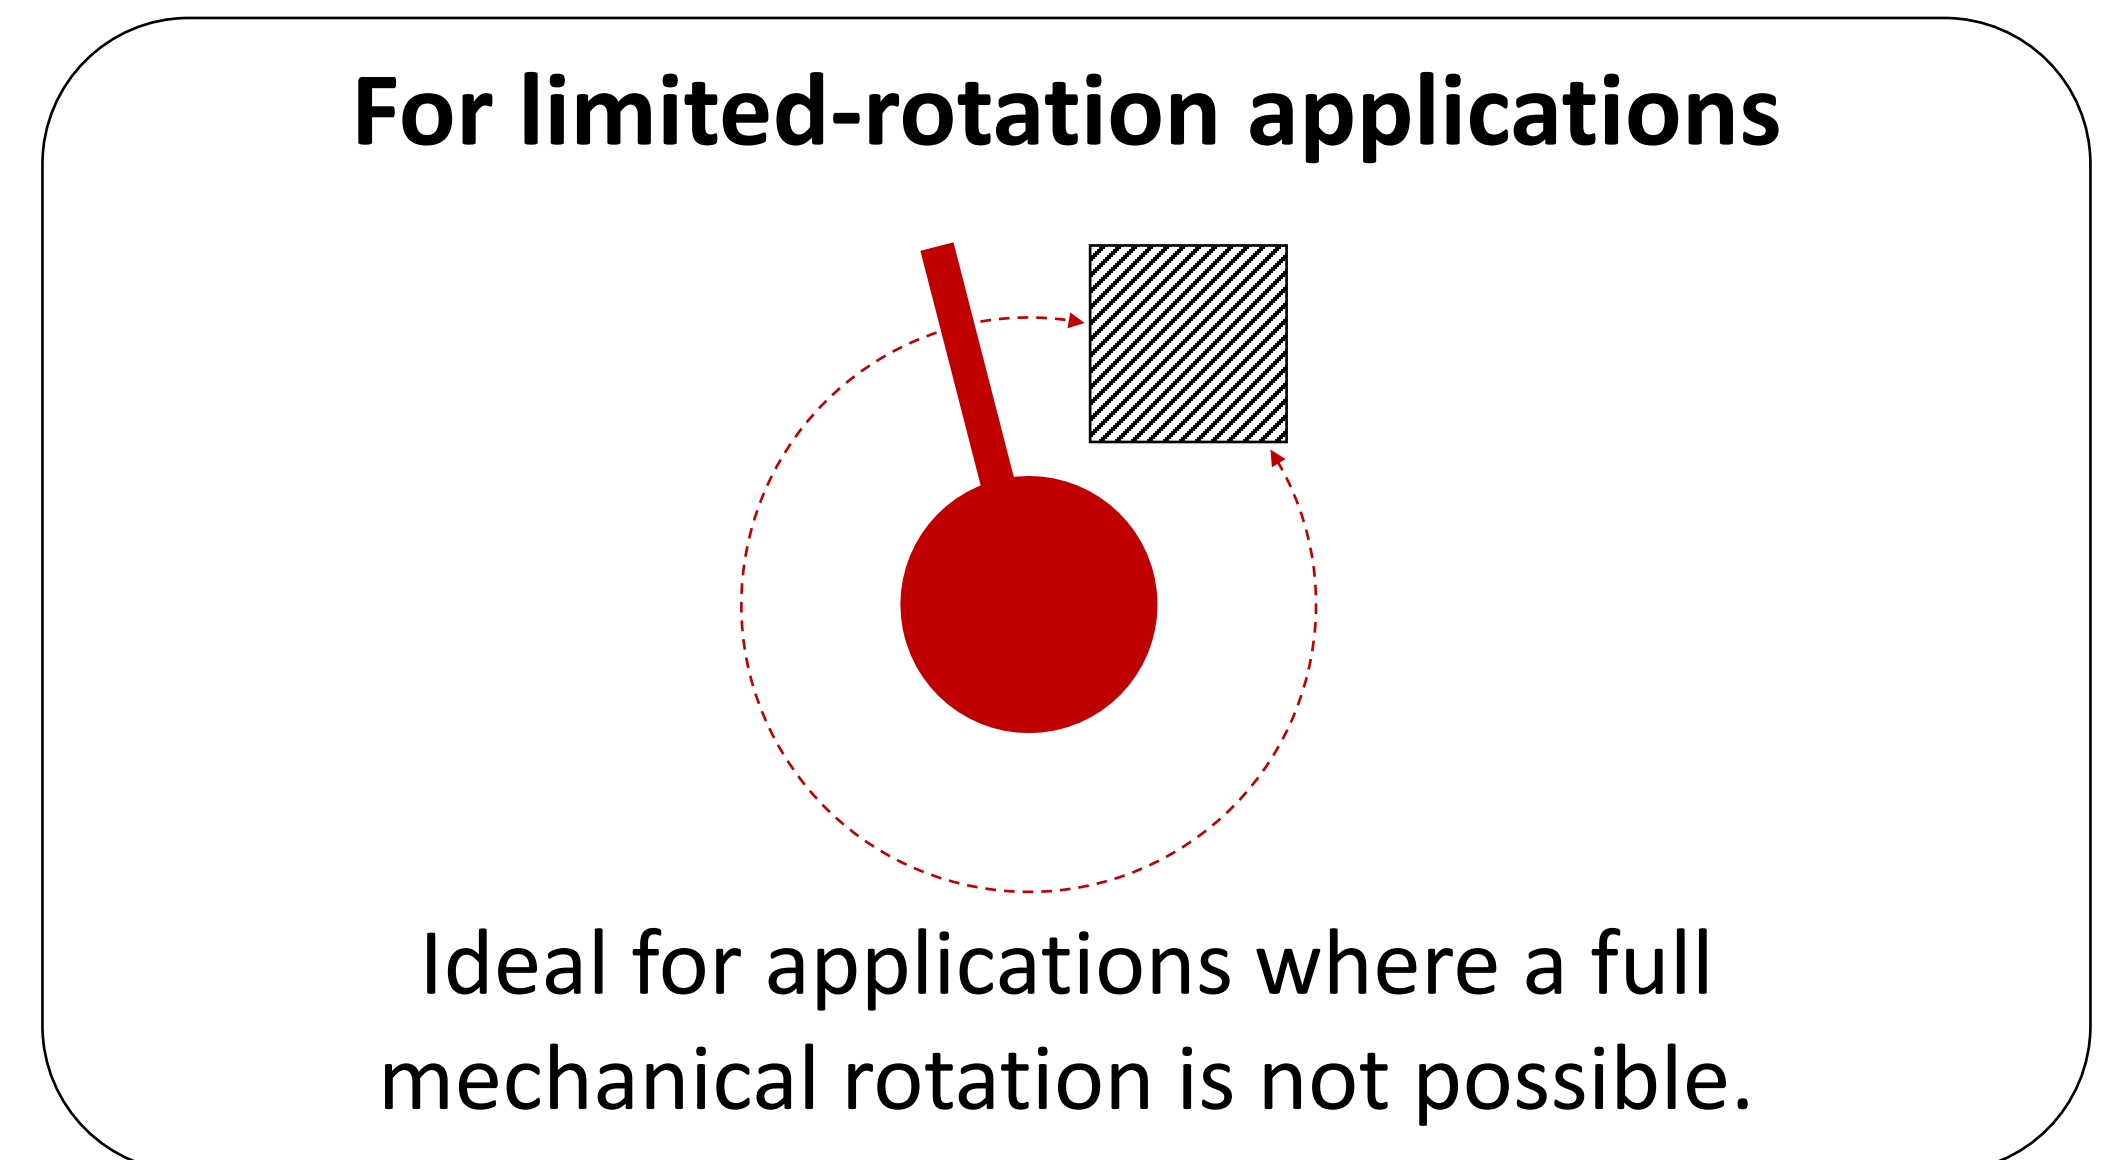 For limited-rotation applications
Ideal for applications where a full
mechanical rotation is not possible.